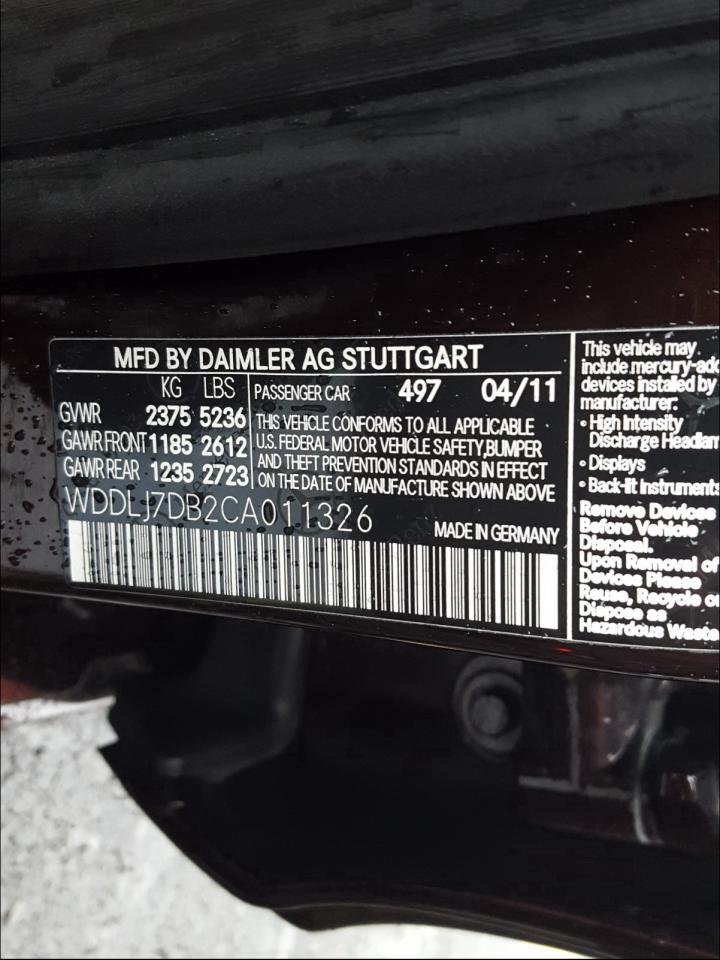 MFD BY DAIMLER AG STUTTGART
KG LBS
GVWR 2375 5236
GAWR FRONT 1185 2612
GAWR REAR 1235 2723
PASSENGER CAR 497 04/11
THIS VEHICLE CONFORMS TO ALL APPLICABLE
U.S. FEDERAL MOTOR VEHICLE SAFETY,BUMPER
AND THEFT PREVENTION STANDARDS IN EFFECT
ON THE DATE OF MANUFACTURE SHOWN ABOVE
WDDLJ7DB2CA011326
MADE IN GERMANY
This vehicle may
include mercury-add
devices installed by
manufacturer:
• High Intensity
Discharge Headlam
• Displays
• Back-lit Instruments
Remove Devices
Before Vehicle
Disposal.
Upon Removal of
Devices Please
Reuse, Recycle or
Dispose as
Hazardous Waste